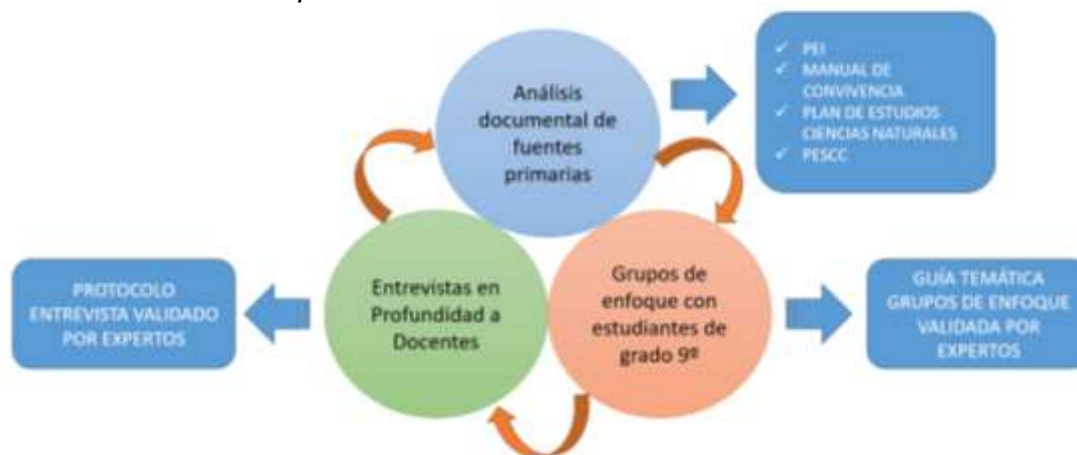 Análisis
documental de
fuentes
primarias
✓ PEI
✓ MANUAL DE
CONVIVENCIA
✓ PLAN DE ESTUDIOS
CIENCIAS NATURALES
✓ PESCC
Entrevistas en
Profundidad a
Docentes
Grupos de
enfoque con
estudiantes de
grado 9º
PROTOCOLO
ENTREVISTA VALIDADO
POR EXPERTOS
GUÍA TEMÁTICA
GRUPOS DE ENFOQUE
VALIDADA POR
EXPERTOS